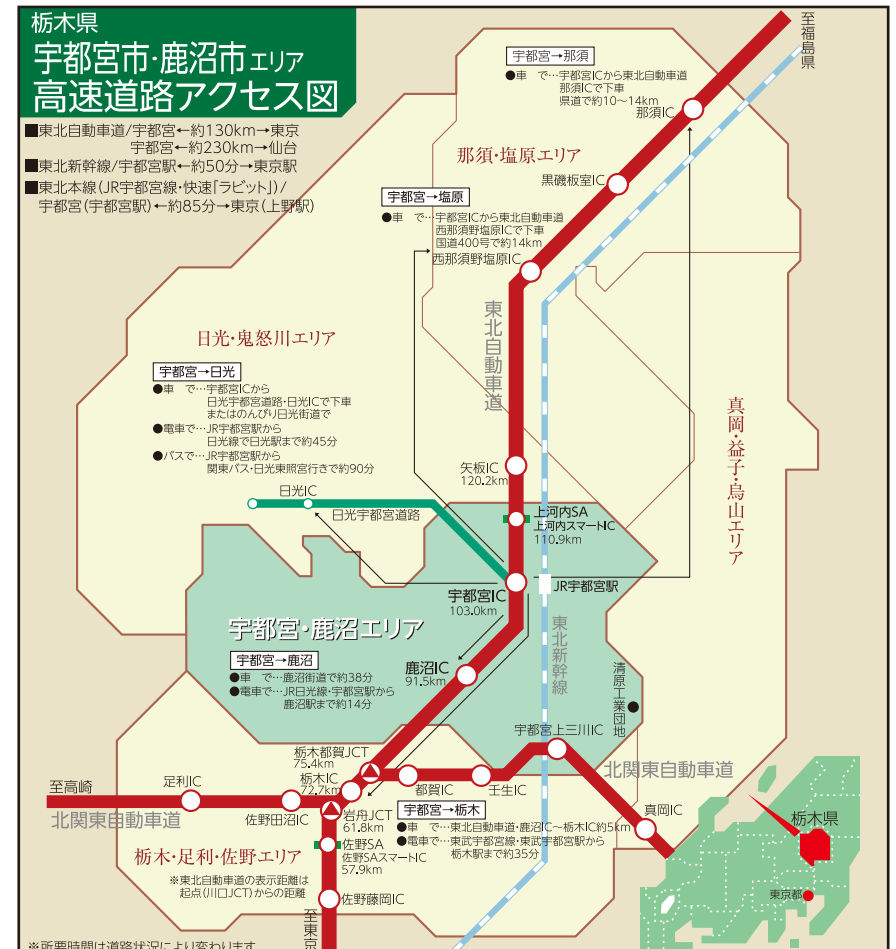 栃木県
宇都宮市・鹿沼市エリア
高速道路アクセス図
■東北自動車道/宇都宮←約130km→東京
宇都宮←約230km→仙台
■東北新幹線/宇都宮駅←約50分→東京駅
■東北本線(JR宇都宮線・快速「ラビット」)/
宇都宮(宇都宮駅)←約85分→東京(上野駅)
至福島県
宇都宮→那須
●車 で…宇都宮ICから東北自動車道
那須ICで下車
県道で約10〜14km
那須IC
那須・塩原エリア
黒磯板室IC
宇都宮→塩原
●車 で…宇都宮ICから東北自動車道
西那須野塩原ICで下車
国道400号で約14km
西那須野塩原IC
東北自動車道
日光・鬼怒川エリア
宇都宮→日光
●車 で…宇都宮ICから
日光宇都宮道路・日光ICで下車
またはのんびり日光街道で
●電車で…JR宇都宮駅から
日光線で日光駅まで約45分
●バスで…JR宇都宮駅から
関東バス・日光東照宮行きで約90分
真岡・益子・烏山エリア
矢板IC
120.2km
日光IC
日光宇都宮道路
上河内SA
上河内スマートIC
110.9km
宇都宮IC
103.0km
JR宇都宮駅
宇都宮・鹿沼エリア
東北新幹線
宇都宮→鹿沼
●車 で…鹿沼街道で約38分
●電車で…JR日光線・宇都宮駅から
鹿沼駅まで約14分
鹿沼IC
91.5km
清原工業団地
宇都宮上三川IC
栃木都賀JCT
75.4km
栃木IC
72.7km
都賀IC
壬生IC
北関東自動車道
至高崎
足利IC
北関東自動車道
佐野田沼IC
岩舟JCT
61.8km
宇都宮→栃木
●車 で…東北自動車道・鹿沼IC〜栃木IC約5km
●電車で…東武宇都宮線・東武宇都宮駅から
栃木駅まで約35分
真岡IC
栃木県
栃木・足利・佐野エリア
佐野SA
佐野SAスマートIC
57.9km
※東北自動車道の表示距離は
起点(川口JCT)からの距離
佐野藤岡IC
東京都
至東京
※所要時間は道路状況により変わります